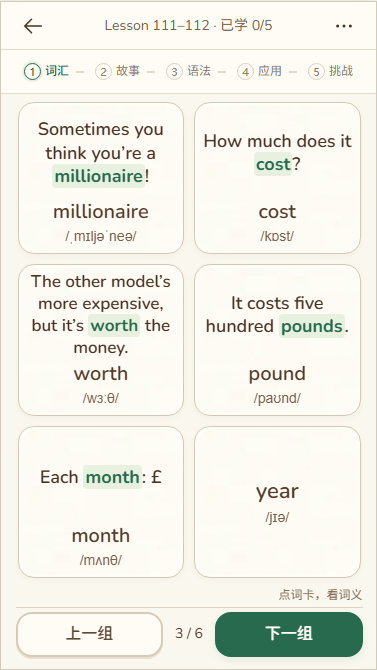 Lesson 111–112 · 已学 0/5
1 词汇 – 2 故事 – 3 语法 – 4 应用 – 5 挑战
Sometimes you
think you’re a
millionaire!
millionaire
/ˌmɪljəˈneə/
How much does it
cost?
cost
/kɒst/
The other model’s
more expensive,
but it’s worth the
money.
worth
/wɜːθ/
It costs five
hundred pounds.
pound
/paʊnd/
Each month: £
month
/mʌnθ/
year
/jɪə/
点词卡，看词义
上一组
3 / 6
下一组